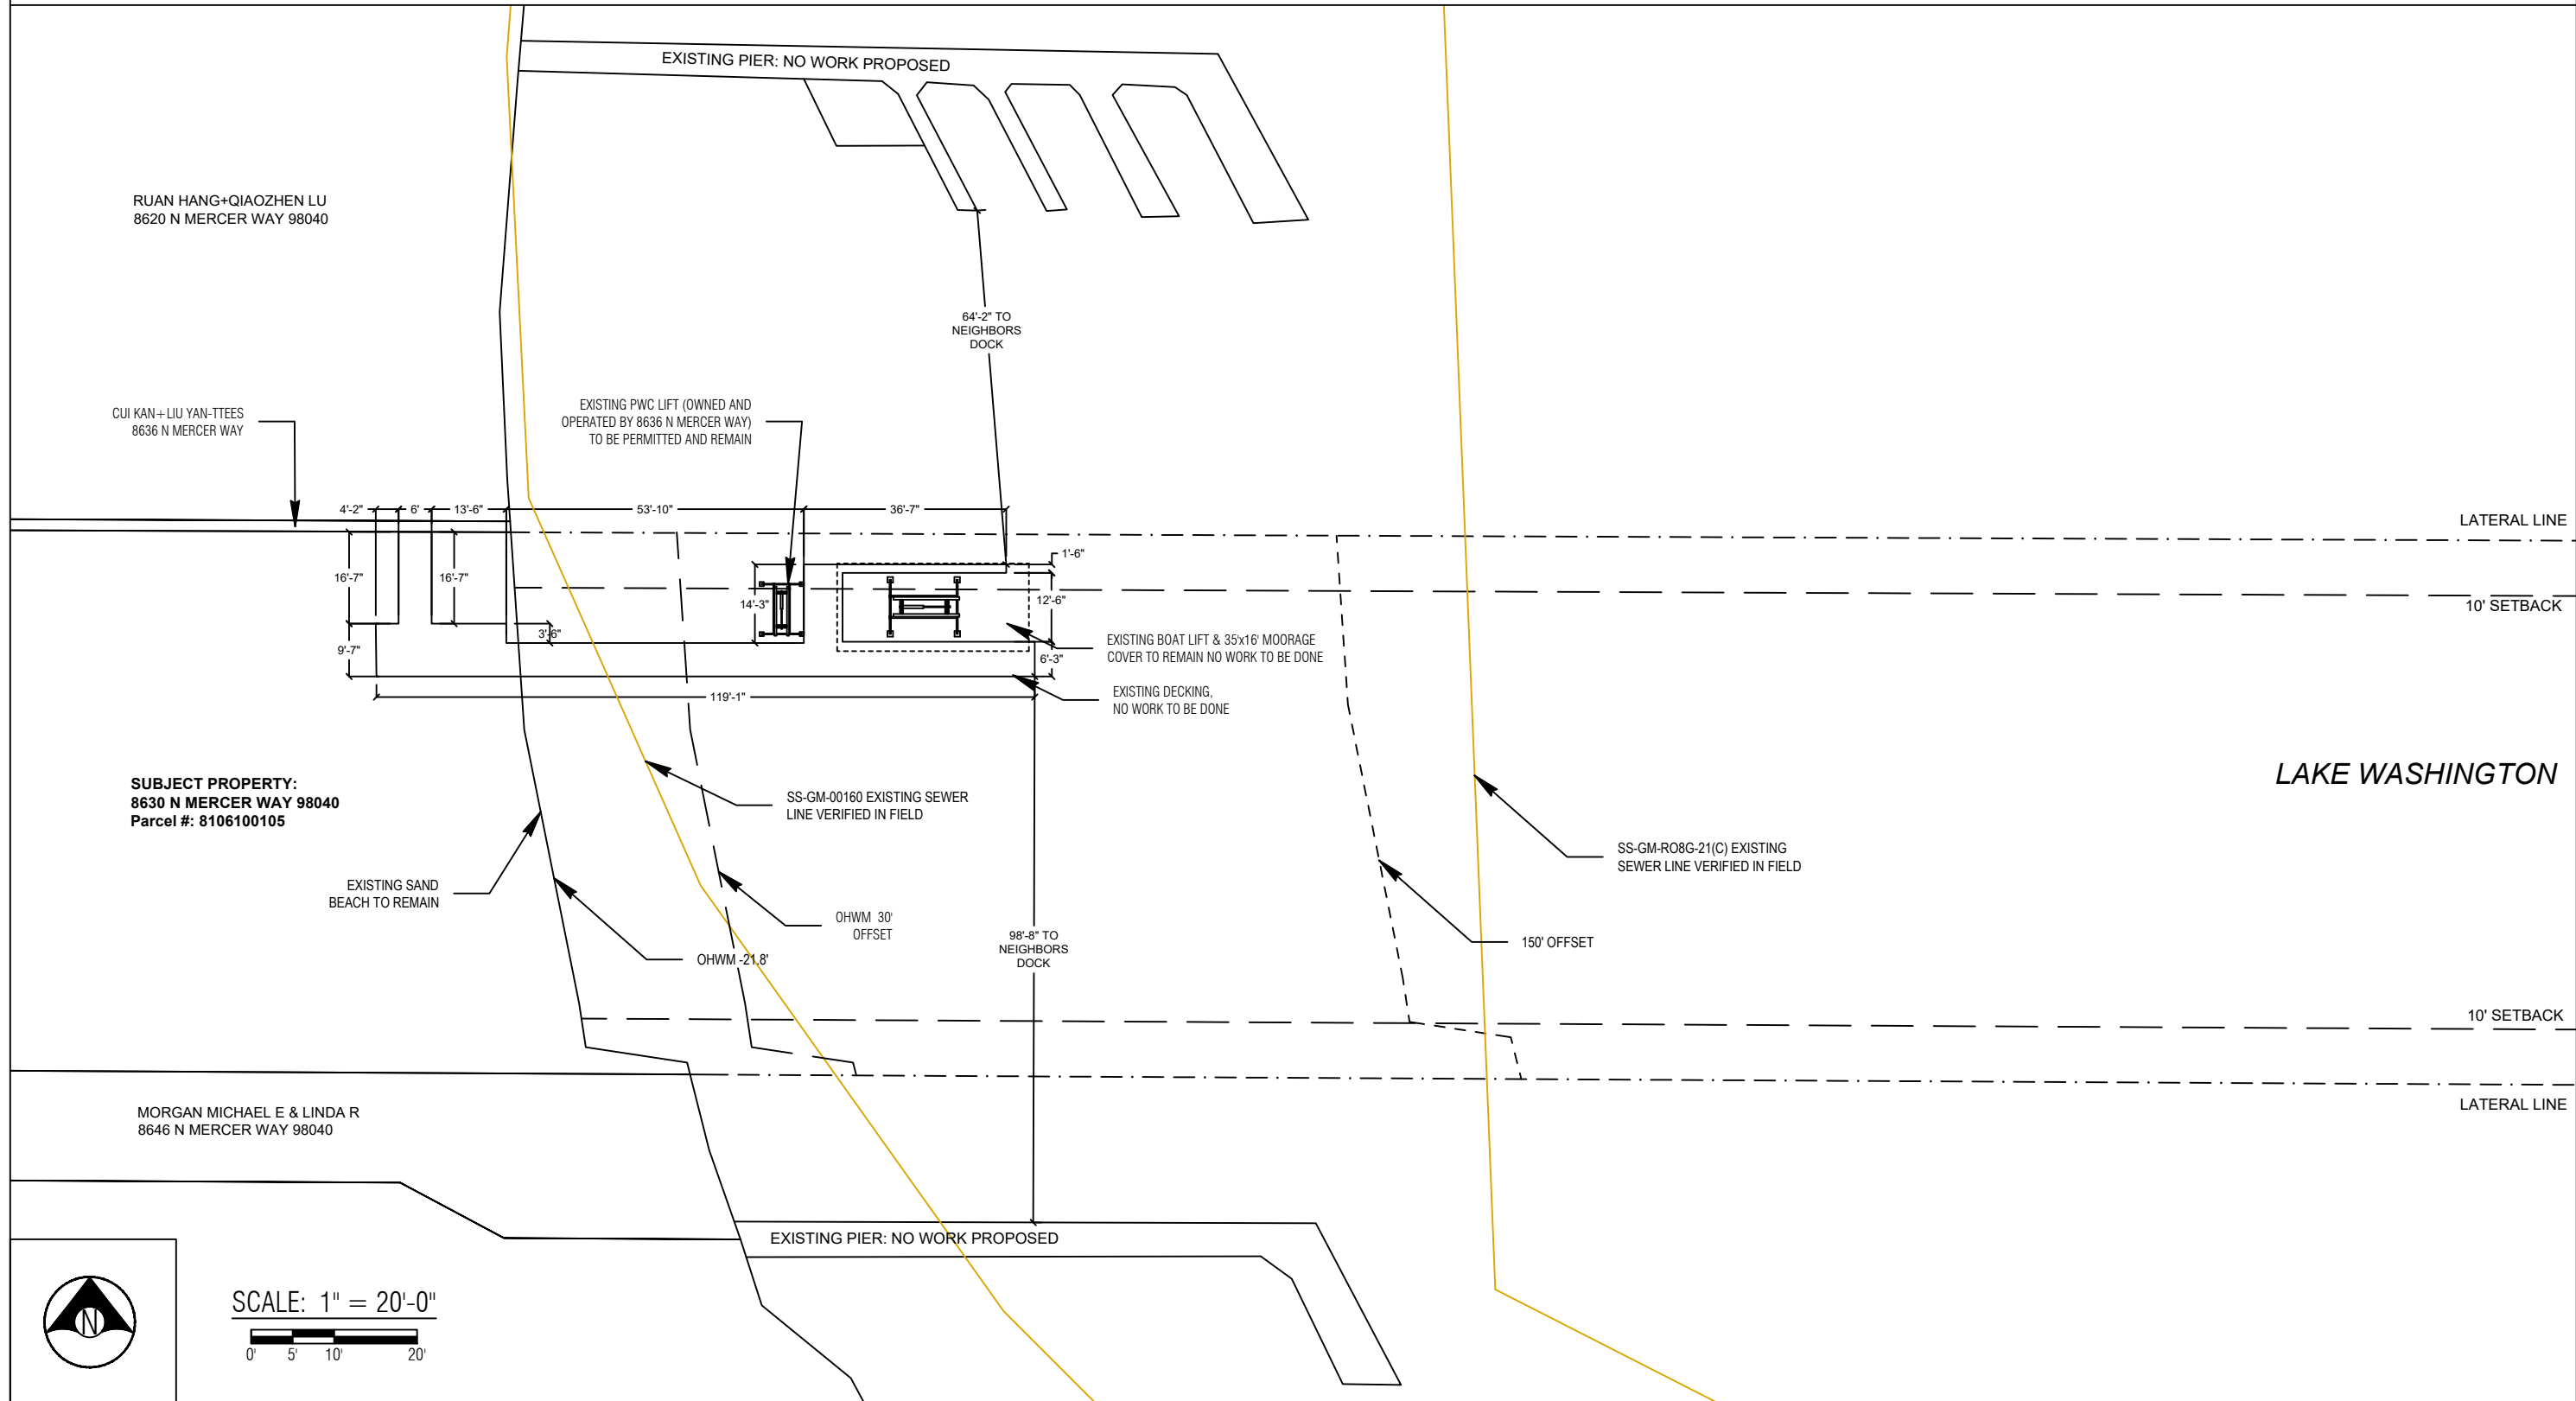 EXISTING PIER: NO WORK PROPOSED
RUAN HANG+QIAOZHEN LU
8620 N MERCER WAY 98040
64'-2" TO
NEIGHBORS
DOCK
CUI KAN+LIU YAN-TTEES
8636 N MERCER WAY
EXISTING PWC LIFT (OWNED AND
OPERATED BY 8636 N MERCER WAY)
TO BE PERMITTED AND REMAIN
4'-2"
6'
13'-6"
53'-10"
36'-7"
LATERAL LINE
1'-6"
16'-7"
16'-7"
14'-3"
12'-6"
10' SETBACK
3'-6"
9'-7"
6'-3"
EXISTING BOAT LIFT & 35'x16' MOORAGE
COVER TO REMAIN NO WORK TO BE DONE
119'-1"
EXISTING DECKING,
NO WORK TO BE DONE
LAKE WASHINGTON
SUBJECT PROPERTY:
8630 N MERCER WAY 98040
Parcel #: 8106100105
SS-GM-00160 EXISTING SEWER
LINE VERIFIED IN FIELD
SS-GM-RO8G-21(C) EXISTING
SEWER LINE VERIFIED IN FIELD
EXISTING SAND
BEACH TO REMAIN
OHWM 30'
OFFSET
150' OFFSET
98'-8" TO
NEIGHBORS
DOCK
OHWM -21.8'
10' SETBACK
LATERAL LINE
MORGAN MICHAEL E & LINDA R
8646 N MERCER WAY 98040
EXISTING PIER: NO WORK PROPOSED
N
SCALE: 1" = 20'-0"
0' 5' 10' 20'